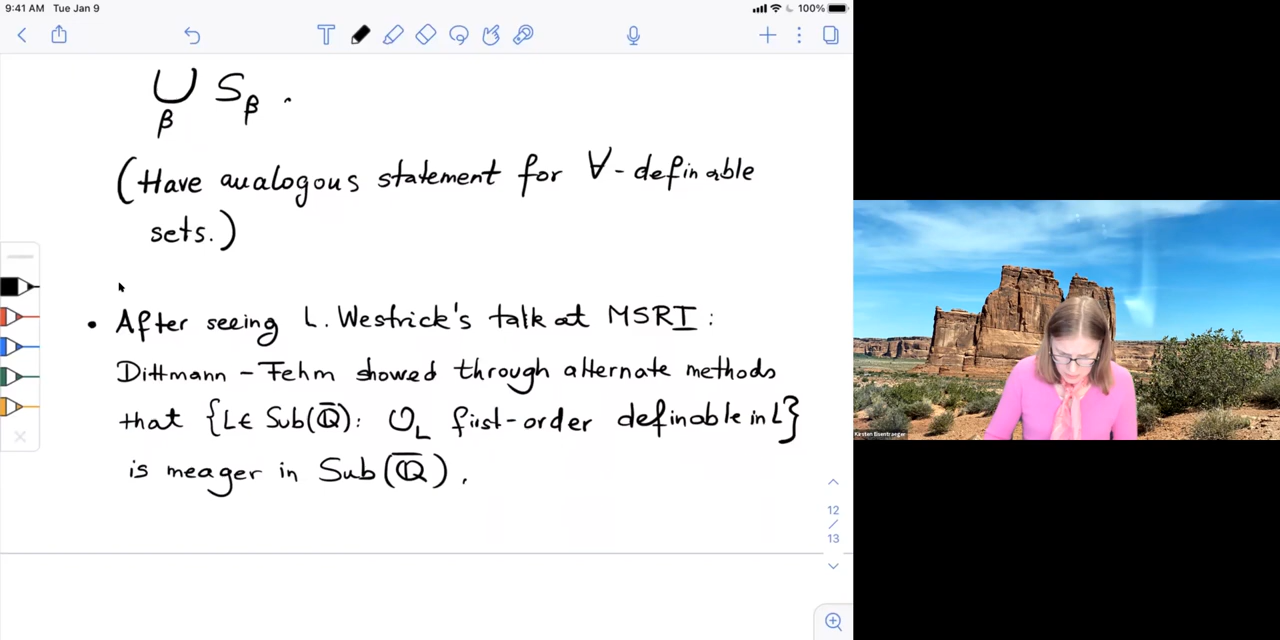 9:41 AM Tue Jan 9
100%
⋃ S_β .
β
(Have analogous statement for ∀-definable
sets.)
• After seeing L. Westrick's talk at MSRI :
Dittmann - Fehm showed through alternate methods
that {L ∈ Sub(ℚ̅): O_L first-order definable in L}
is meager in Sub(ℚ̅).
12
/
13
Kirsten Eisentraeger